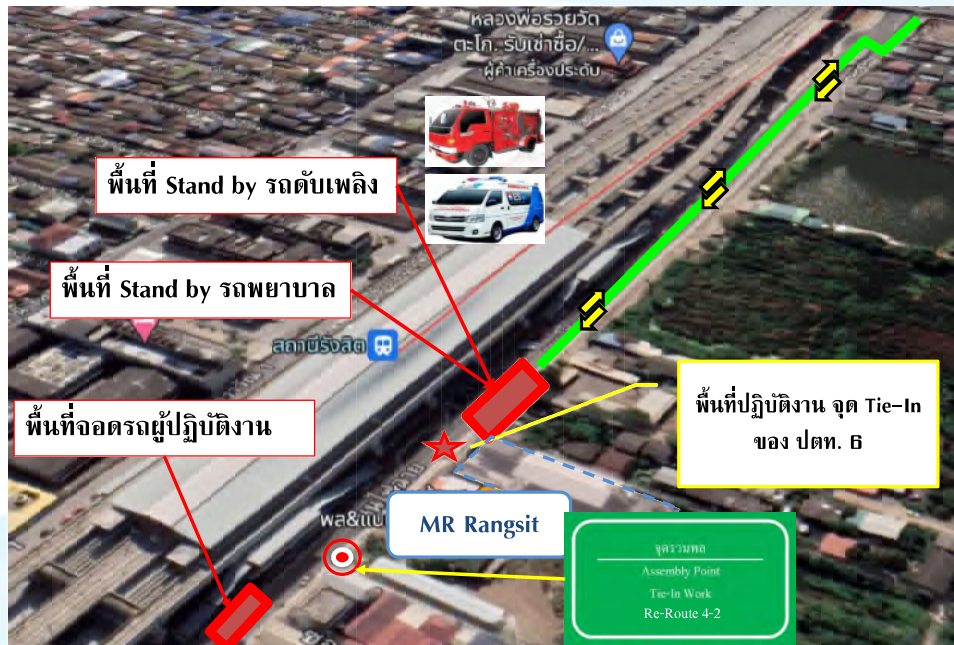 หลวงพ่อรวยวัด
ตะโก. รับเช่าซื้อ/...
ผู้ค้าเครื่องประดับ
พื้นที่ Stand by รถดับเพลิง
พื้นที่ Stand by รถพยาบาล
สถานีรังสิต
พื้นที่จอดรถผู้ปฏิบัติงาน
พื้นที่ปฏิบัติงาน จุด Tie-In
ของ ปตท. 6
MR Rangsit
จุดรวมพล
Assembly Point
Tie-In Work
Re-Route 4-2